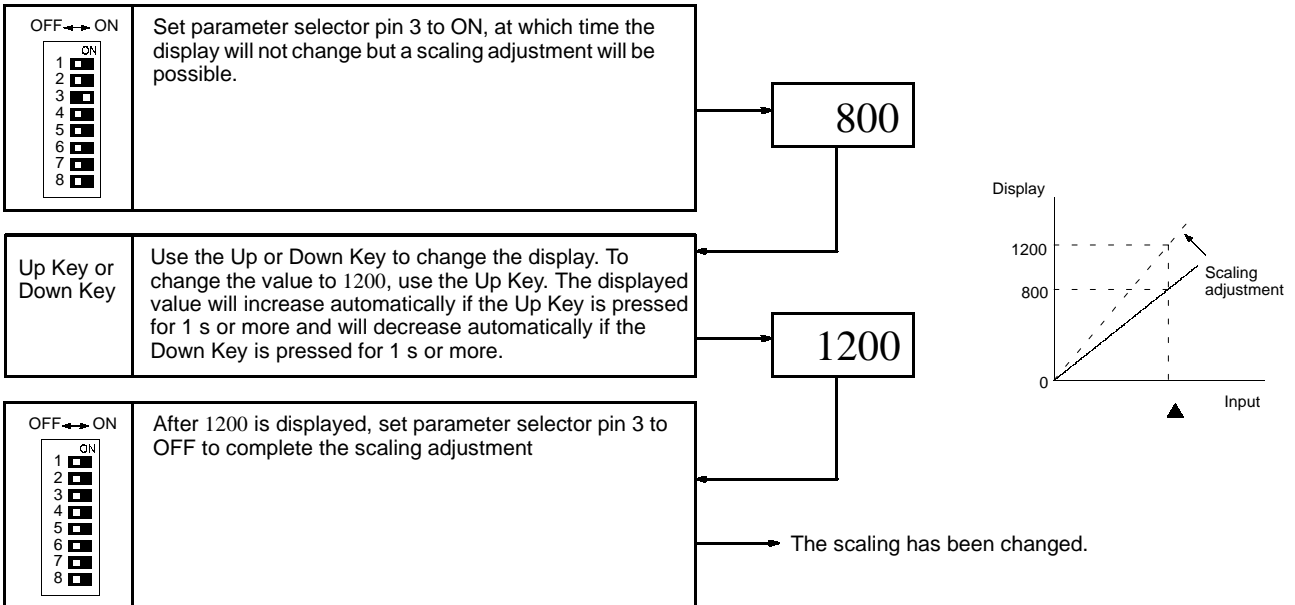 OFF ON
ON
1
2
3
4
5
6
7
8
Set parameter selector pin 3 to ON, at which time the
display will not change but a scaling adjustment will be
possible.
800
Up Key or
Down Key
Use the Up or Down Key to change the display. To
change the value to 1200, use the Up Key. The displayed
value will increase automatically if the Up Key is pressed
for 1 s or more and will decrease automatically if the
Down Key is pressed for 1 s or more.
1200
OFF ON
ON
1
2
3
4
5
6
7
8
After 1200 is displayed, set parameter selector pin 3 to
OFF to complete the scaling adjustment
The scaling has been changed.
Display
1200
800
0
Scaling
adjustment
Input